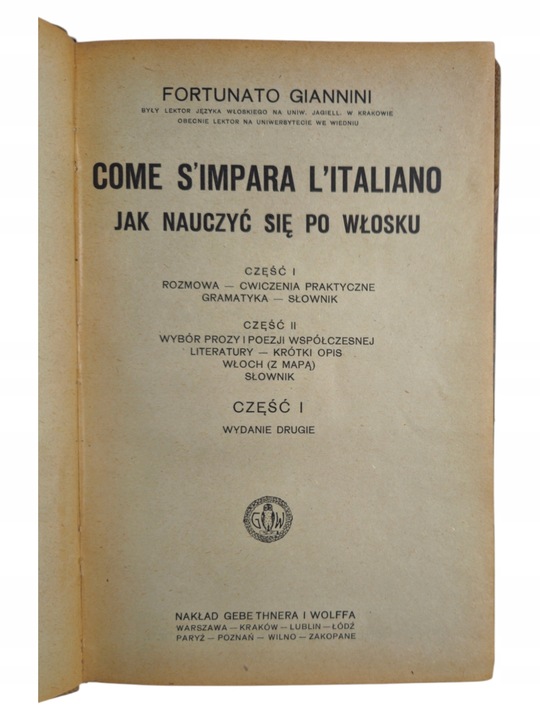 FORTUNATO GIANNINI
BYŁY LEKTOR JĘZYKA WŁOSKIEGO NA UNIW. JAGIELL. W KRAKOWIE
OBECNIE LEKTOR NA UNIWERSYTECIE WE WIEDNIU
COME S'IMPARA L'ITALIANO
JAK NAUCZYĆ SIĘ PO WŁOSKU
CZĘŚĆ I
ROZMOWA — CWICZENIA PRAKTYCZNE
GRAMATYKA — SŁOWNIK
CZĘŚĆ II
WYBÓR PROZY I POEZJI WSPÓŁCZESNEJ
LITERATURY — KRÓTKI OPIS
WŁOCH (Z MAPĄ)
SŁOWNIK
CZĘŚĆ I
WYDANIE DRUGIE
G W
NAKŁAD GEBETHNERA I WOLFFA
WARSZAWA — KRAKÓW — LUBLIN — ŁÓDŹ
PARYŻ — POZNAŃ — WILNO — ZAKOPANE